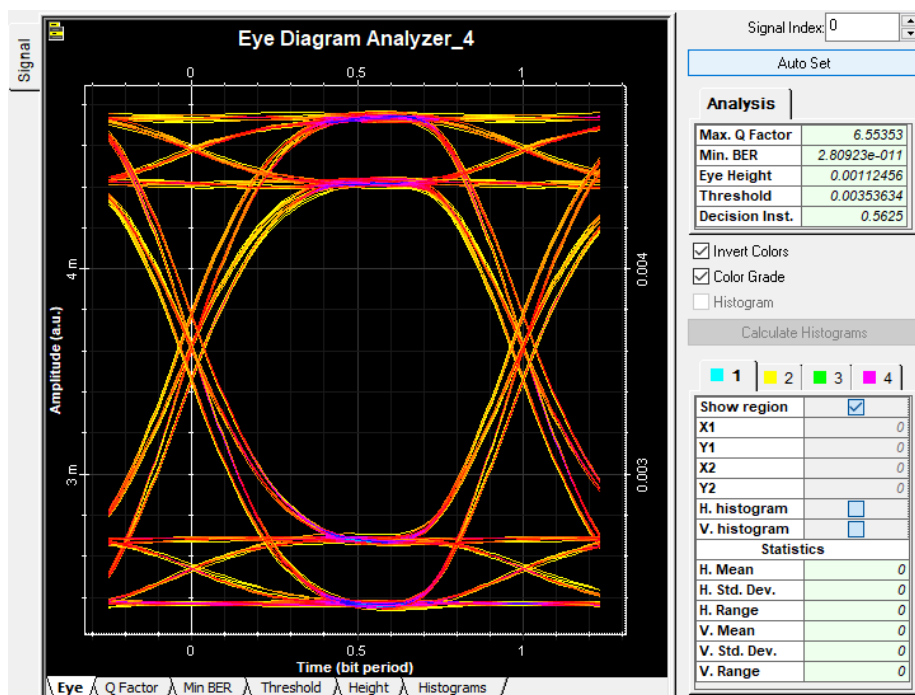 Signal
Eye Diagram Analyzer_4
0 0.5 1
Amplitude (a.u.)
4 m
3 m
0.004
0.003
0 0.5 1
Time (bit period)
Eye Q Factor Min BER Threshold Height Histograms
Signal Index: 0
Auto Set
Analysis
Max. Q Factor 6.55353
Min. BER 2.80923e-011
Eye Height 0.00112456
Threshold 0.00353634
Decision Inst. 0.5625
Invert Colors
Color Grade
Histogram
Calculate Histograms
1 2 3 4
Show region
X1 0
Y1 0
X2 0
Y2 0
H. histogram
V. histogram
Statistics
H. Mean 0
H. Std. Dev. 0
H. Range 0
V. Mean 0
V. Std. Dev. 0
V. Range 0